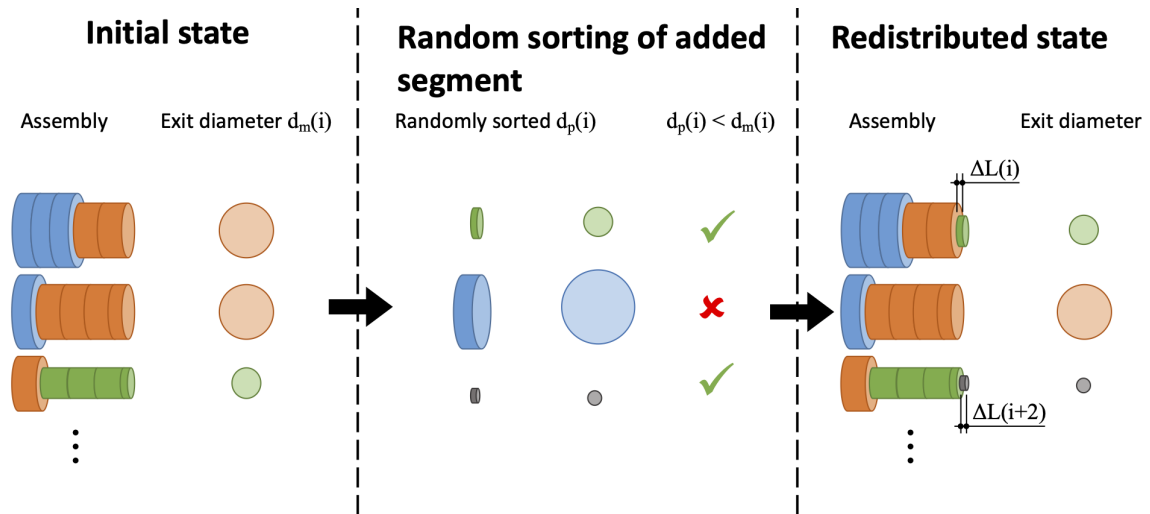 Initial state
Random sorting of added
segment
Redistributed state
Assembly
Exit diameter dₘ(i)
Randomly sorted dₚ(i)
dₚ(i) < dₘ(i)
Assembly
Exit diameter
ΔL(i)
ΔL(i+2)